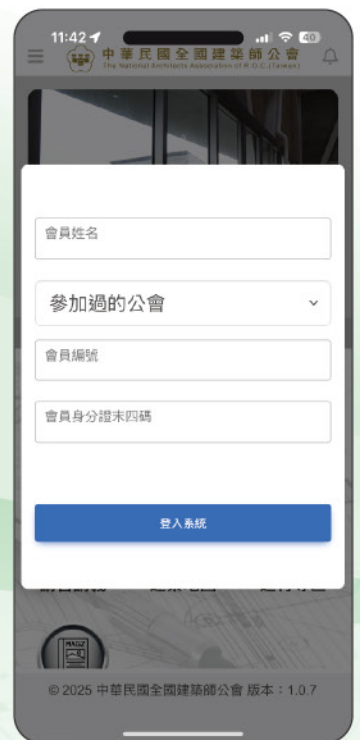 11:42
40
中華民國全國建築師公會
The National Architects Association of R.O.C.(Taiwan)
會員姓名
參加過的公會
會員編號
會員身分證末四碼
登入系統
© 2025 中華民國全國建築師公會 版本：1.0.7